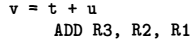 v = t + u
ADD R3, R2, R1